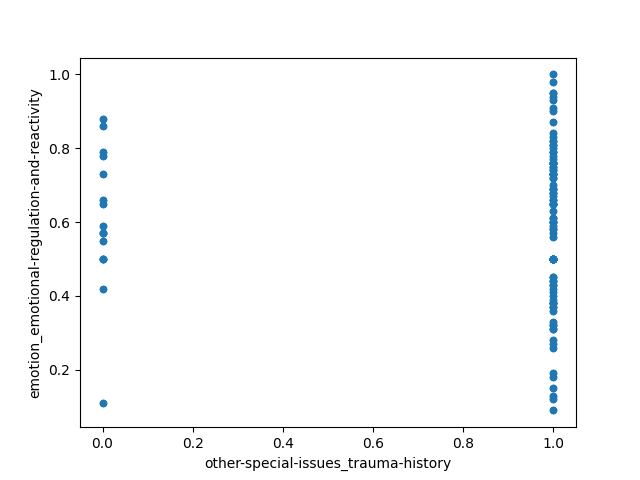 1.0
0.8
0.6
0.4
0.2
emotion_emotional-regulation-and-reactivity
0.0 0.2 0.4 0.6 0.8 1.0
other-special-issues_trauma-history